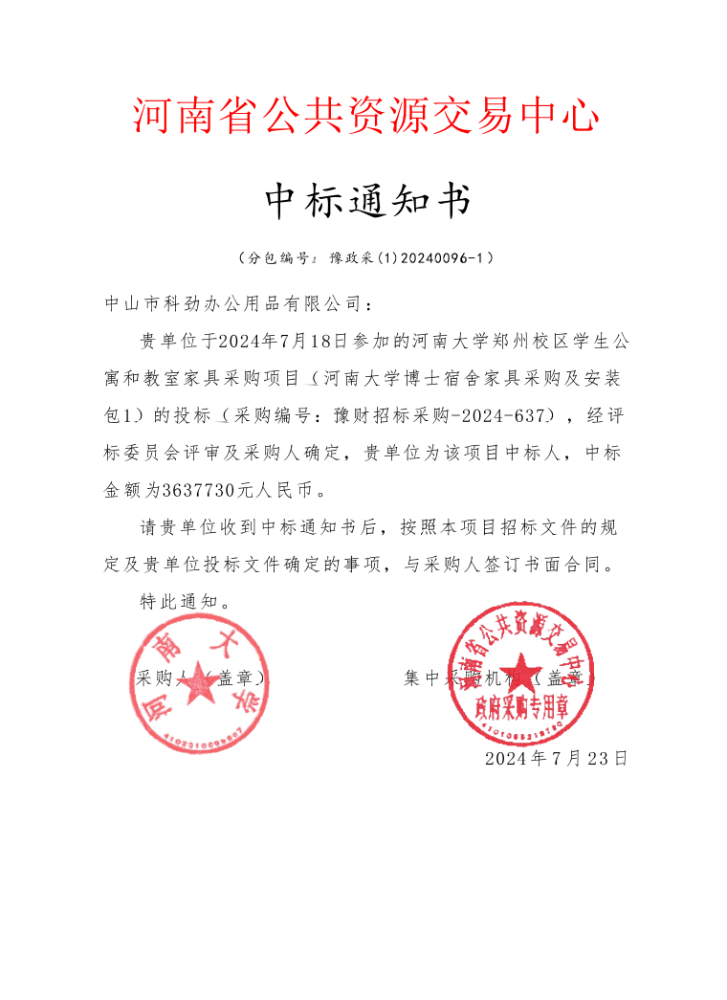 河南省公共资源交易中心
中标通知书
（分包编号：豫政采(1)20240096-1）
中山市科劲办公用品有限公司：
贵单位于2024年7月18日参加的河南大学郑州校区学生公
寓和教室家具采购项目（河南大学博士宿舍家具采购及安装
包1）的投标（采购编号：豫财招标采购-2024-637），经评
标委员会评审及采购人确定，贵单位为该项目中标人，中标
金额为3637730元人民币。
请贵单位收到中标通知书后，按照本项目招标文件的规
定及贵单位投标文件确定的事项，与采购人签订书面合同。
特此通知。
采购人（盖章） 集中采购机构（盖章）
河南大学
河南省公共资源交易中心
政府采购专用章
2024年7月23日